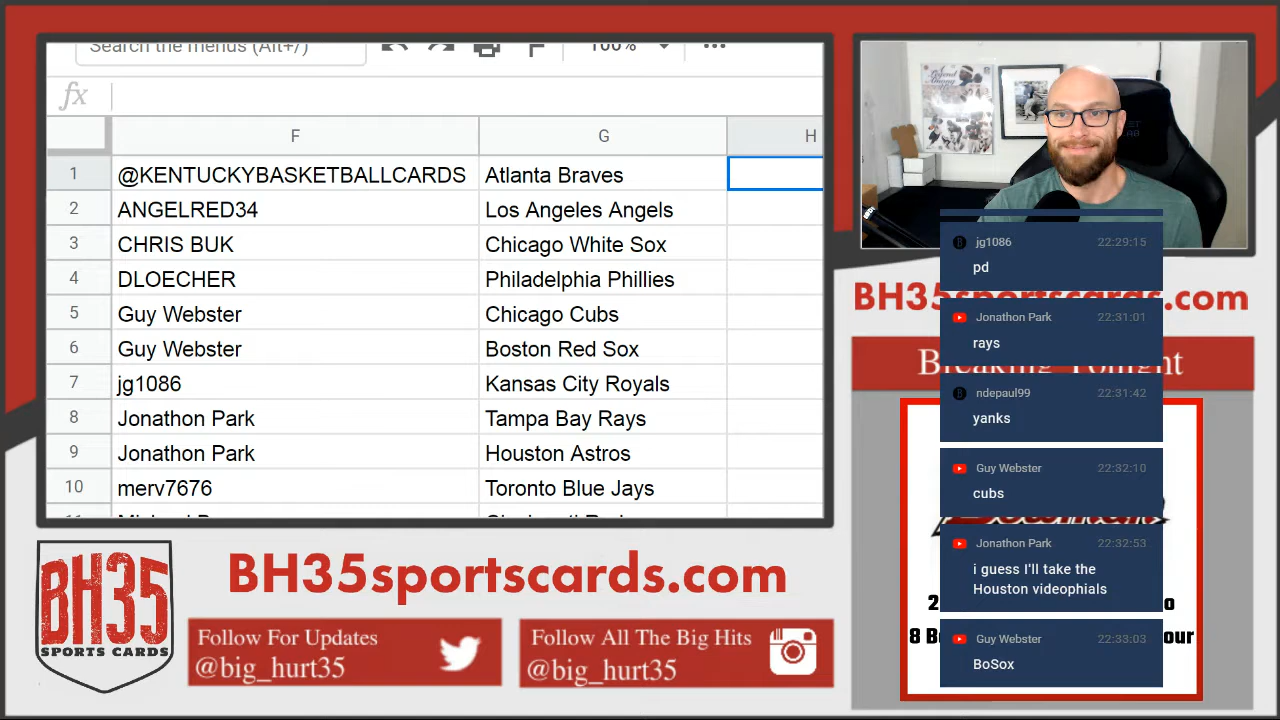 Search the menus (Alt+/)
100%
fx
F G H
1 @KENTUCKYBASKETBALLCARDS Atlanta Braves
2 ANGELRED34 Los Angeles Angels
3 CHRIS BUK Chicago White Sox
4 DLOECHER Philadelphia Phillies
5 Guy Webster Chicago Cubs
6 Guy Webster Boston Red Sox
7 jg1086 Kansas City Royals
8 Jonathon Park Tampa Bay Rays
9 Jonathon Park Houston Astros
10 merv7676 Toronto Blue Jays
BH35
SPORTS CARDS
BH35sportscards.com
Follow For Updates
@big_hurt35
Follow All The Big Hits
@big_hurt35
BH35sportscards.com
Breaking Tonight
jg1086 22:29:15
pd
Jonathon Park 22:31:01
rays
ndepaul99 22:31:42
yanks
Guy Webster 22:32:10
cubs
Jonathon Park 22:32:53
i guess I'll take the
Houston videophials
Guy Webster 22:33:03
BoSox